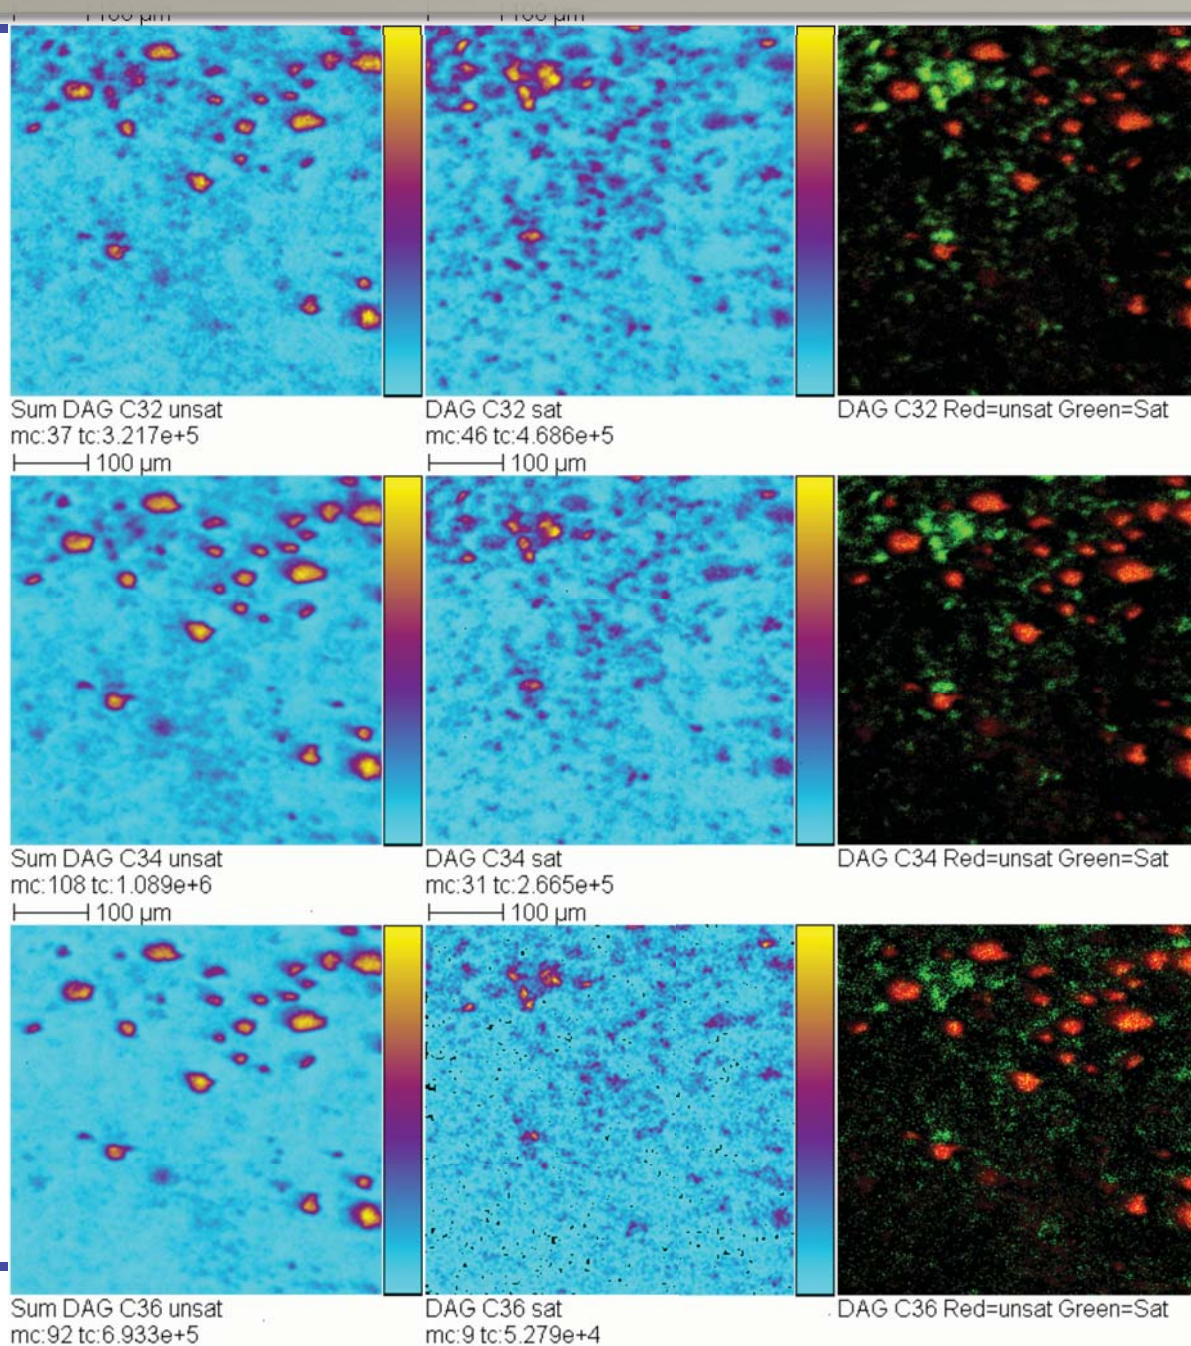 100 µm 100 µm
Sum DAG C32 unsat
mc:37 tc:3.217e+5
100 µm
DAG C32 sat
mc:46 tc:4.686e+5
100 µm
DAG C32 Red=unsat Green=Sat
Sum DAG C34 unsat
mc:108 tc:1.089e+6
100 µm
DAG C34 sat
mc:31 tc:2.665e+5
100 µm
DAG C34 Red=unsat Green=Sat
Sum DAG C36 unsat
mc:92 tc:6.933e+5
DAG C36 sat
mc:9 tc:5.279e+4
DAG C36 Red=unsat Green=Sat